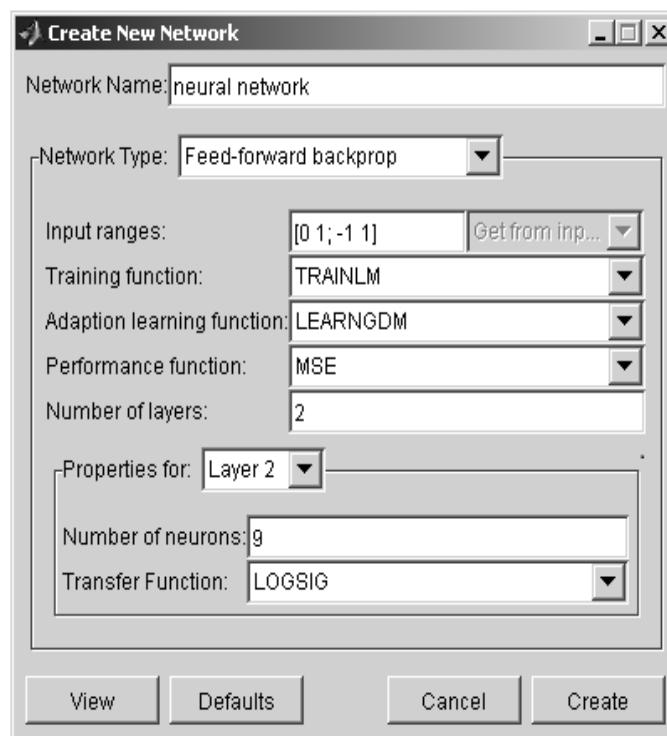 Create New Network
Network Name: neural network
Network Type: Feed-forward backprop
Input ranges: [0 1; -1 1] Get from inp...
Training function: TRAINLM
Adaption learning function: LEARNGDM
Performance function: MSE
Number of layers: 2
Properties for: Layer 2
Number of neurons: 9
Transfer Function: LOGSIG
View Defaults Cancel Create